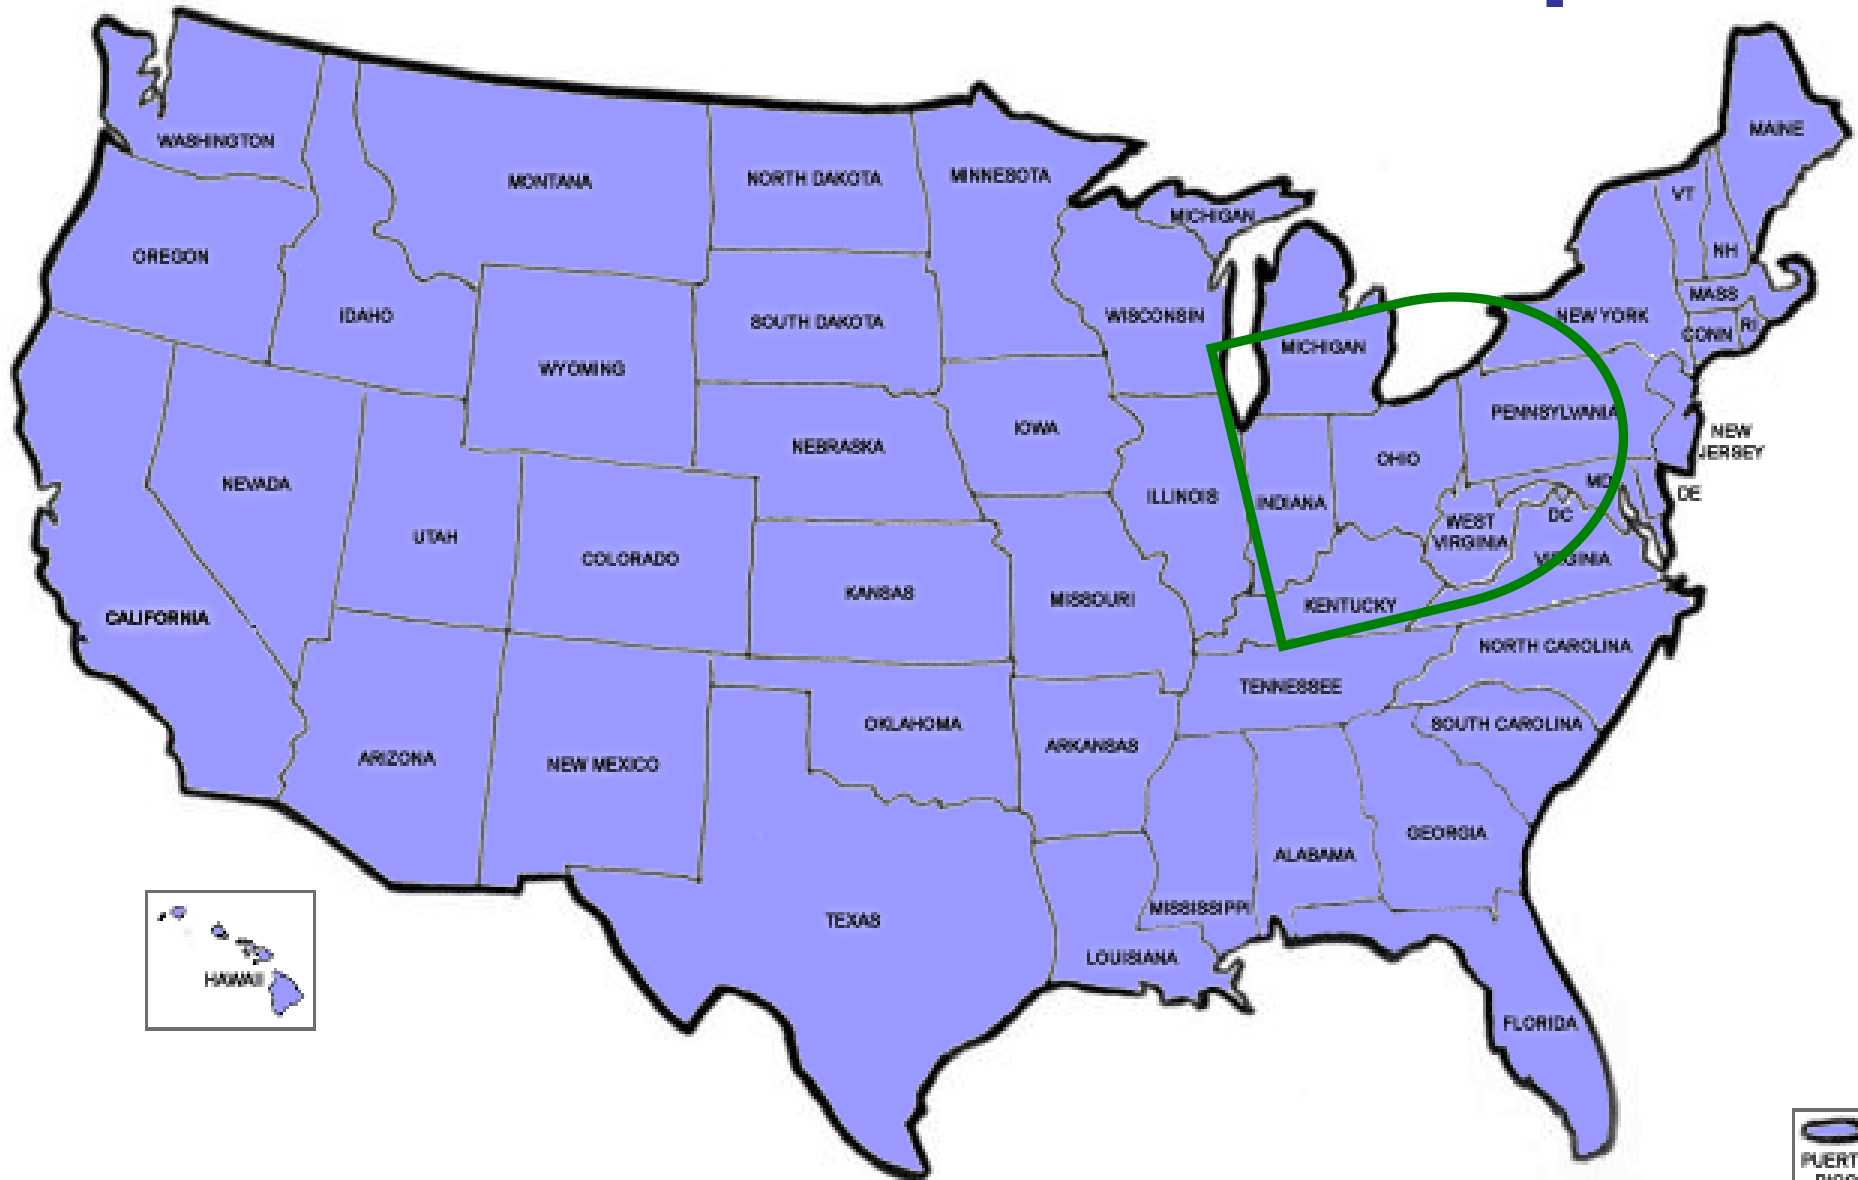 WASHINGTON
MONTANA
NORTH DAKOTA
MINNESOTA
MICHIGAN
MAINE
VT
NH
OREGON
IDAHO
SOUTH DAKOTA
WISCONSIN
MICHIGAN
NEW YORK
MASS
CONN
RI
WYOMING
NEBRASKA
IOWA
PENNSYLVANIA
NEW
JERSEY
NEVADA
UTAH
COLORADO
ILLINOIS
INDIANA
OHIO
MD
DE
DC
WEST
VIRGINIA
VIRGINIA
CALIFORNIA
KANSAS
MISSOURI
KENTUCKY
NORTH CAROLINA
TENNESSEE
SOUTH CAROLINA
ARIZONA
NEW MEXICO
OKLAHOMA
ARKANSAS
GEORGIA
ALABAMA
MISSISSIPPI
TEXAS
LOUISIANA
HAWAII
FLORIDA
PUERT